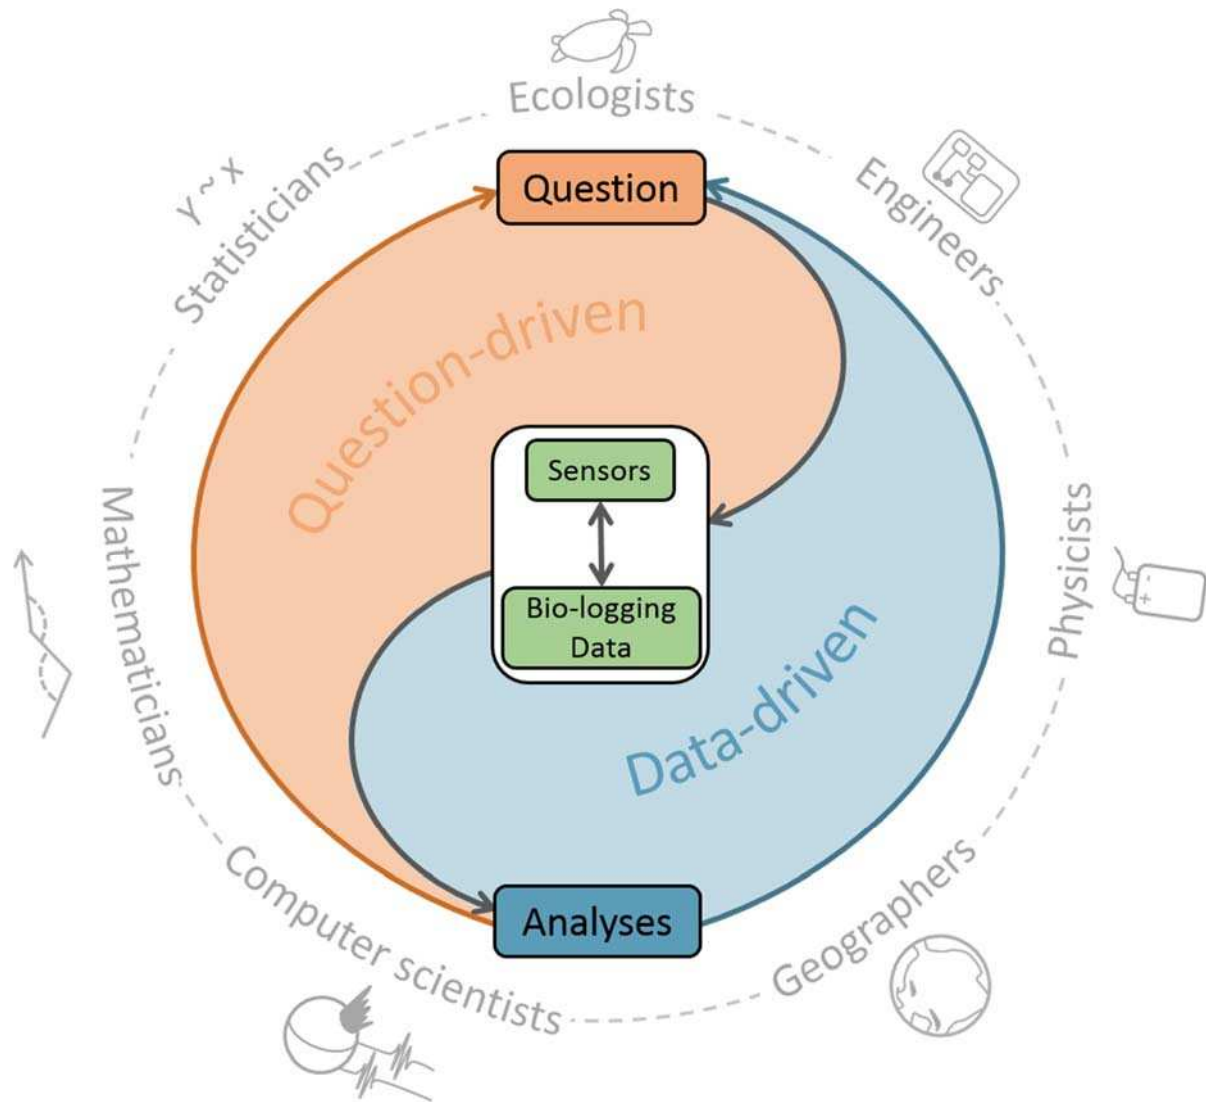 Ecologists
Question
Engineers
Y ~ x
Statisticians
Question-driven
Sensors
Bio-logging
Data
Mathematicians
Physicists
-
+
Data-driven
Computer scientists
Analyses
Geographers